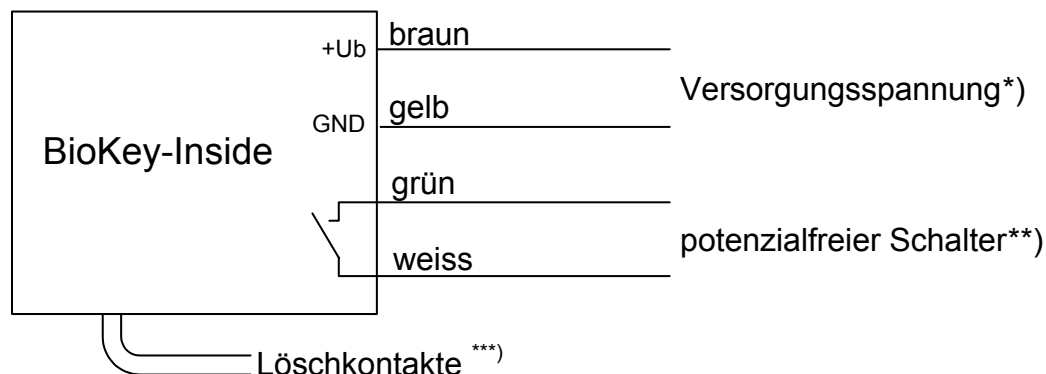 braun
+Ub
Versorgungsspannung*)
gelb
GND
BioKey-Inside
grün
potenzialfreier Schalter**)
weiss
Löschkontakte ***)